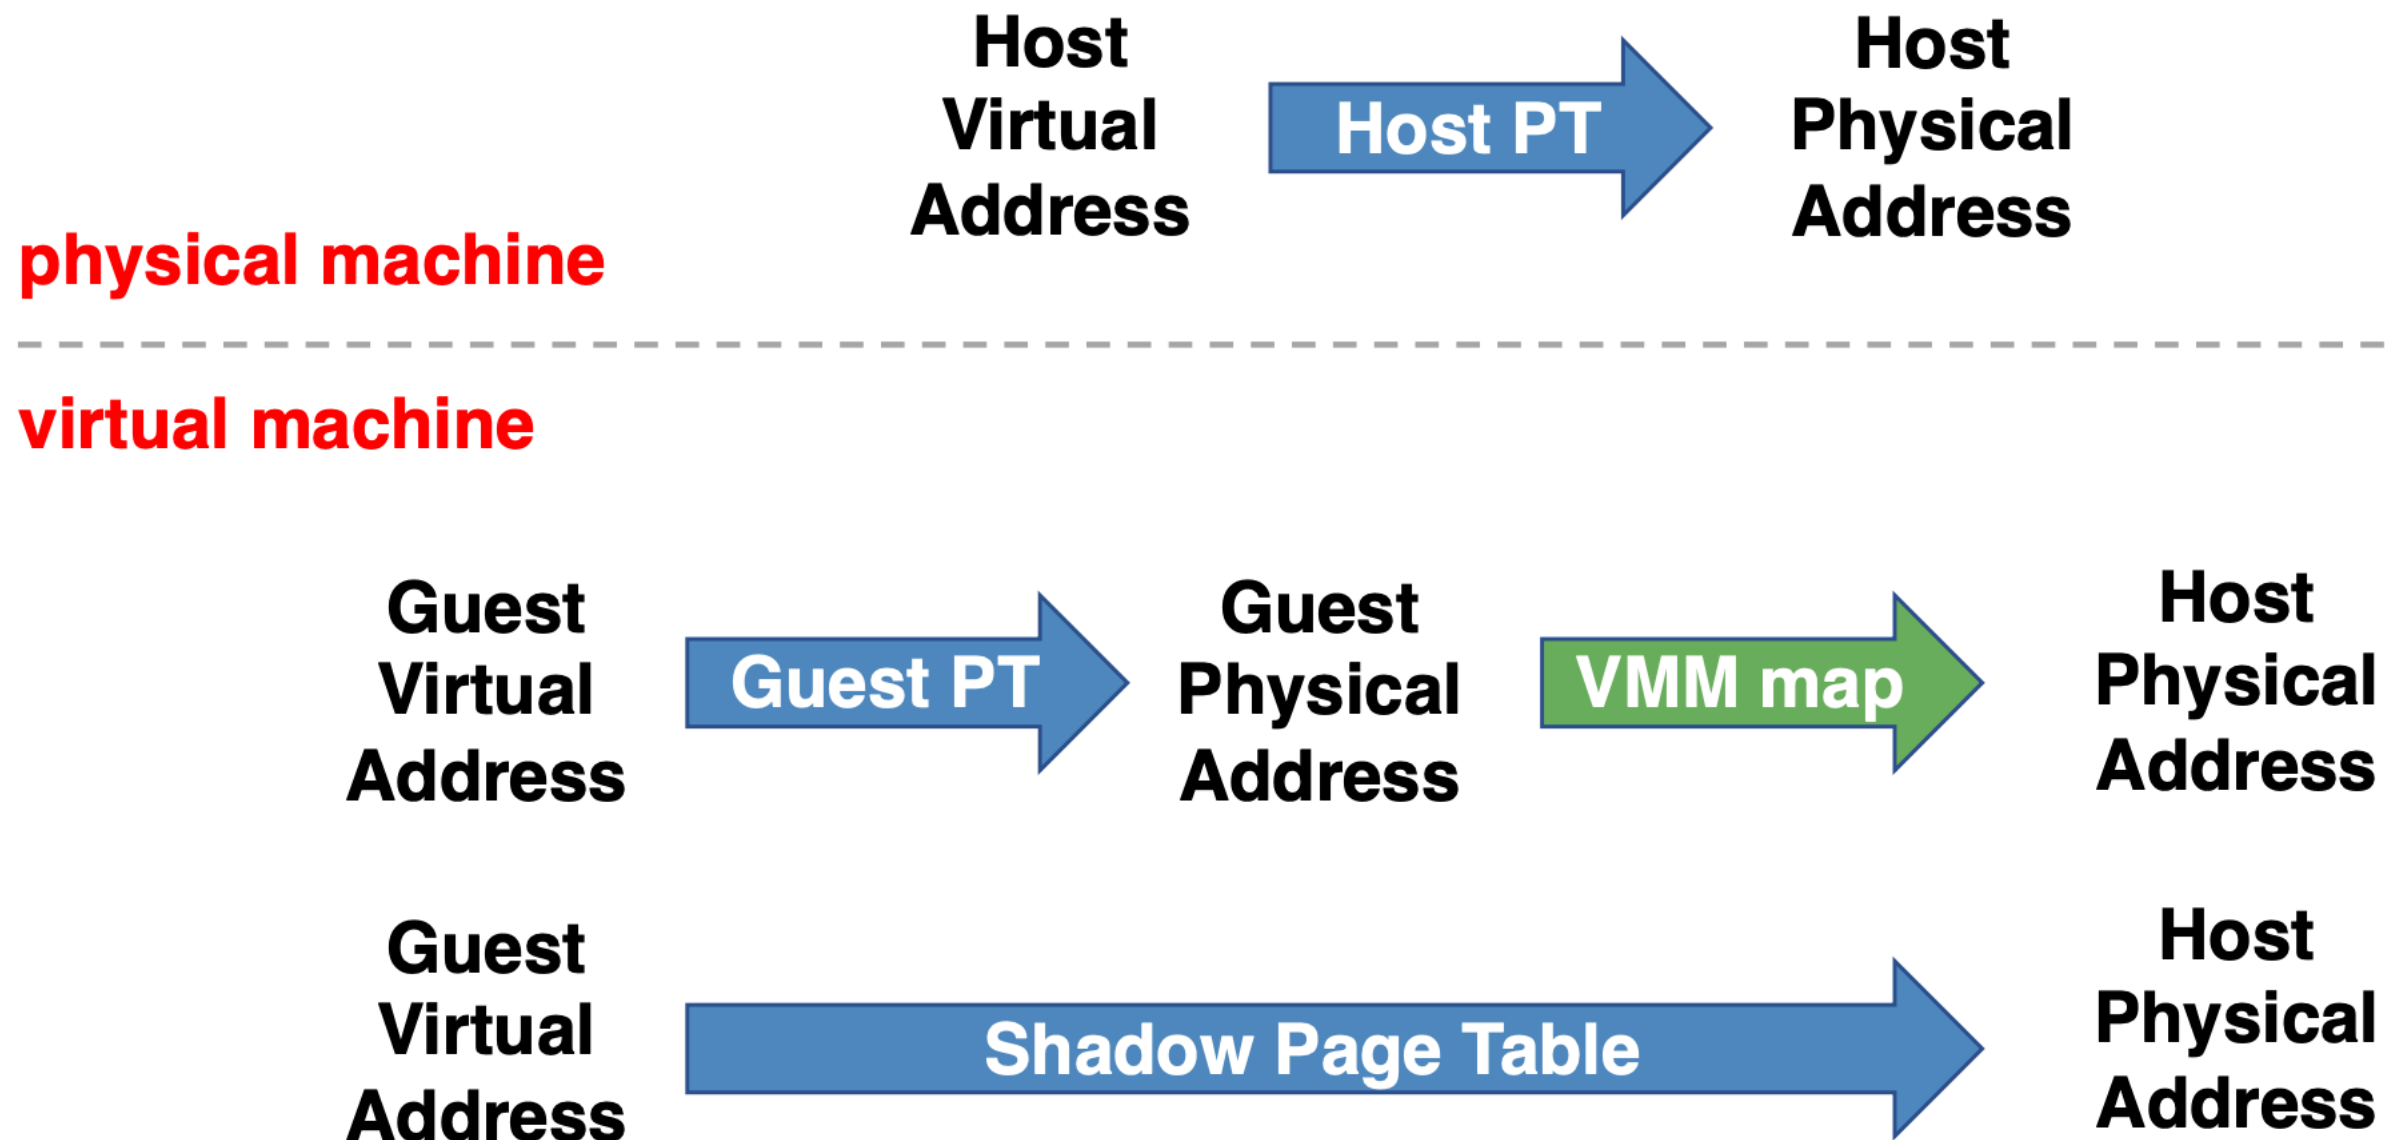 Host
Virtual
Address
Host PT
Host
Physical
Address
physical machine
virtual machine
Guest
Virtual
Address
Guest PT
Guest
Physical
Address
VMM map
Host
Physical
Address
Guest
Virtual
Address
Shadow Page Table
Host
Physical
Address